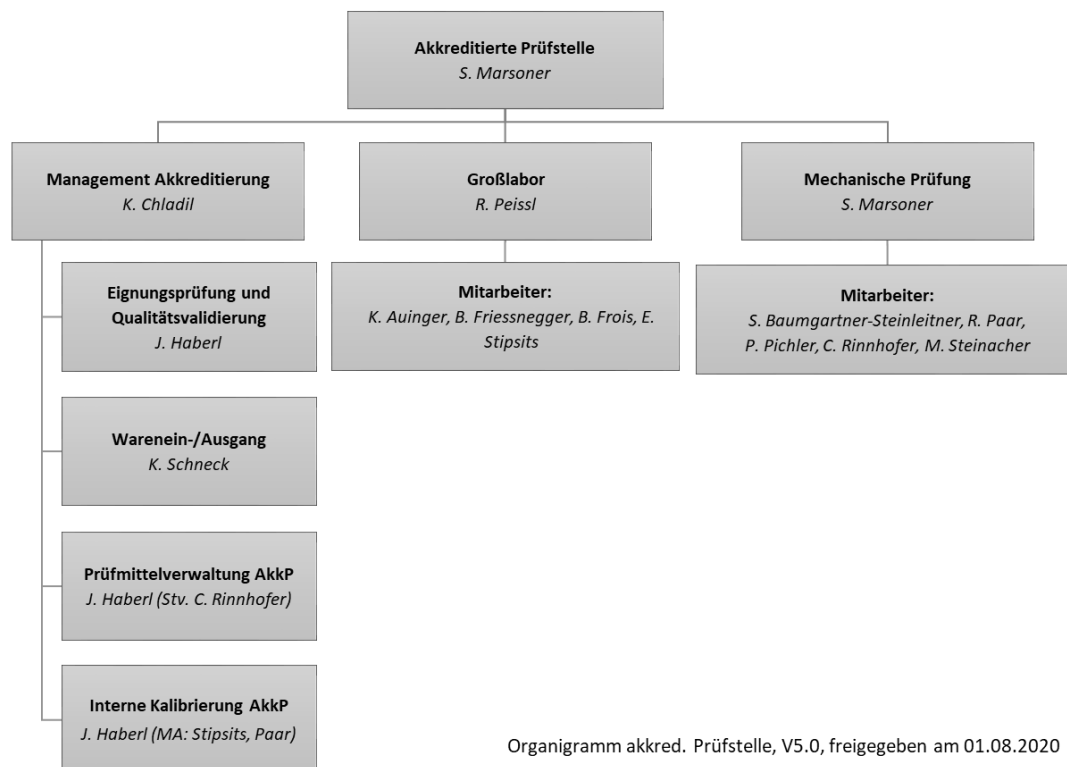 Akkreditierte Prüfstelle
S. Marsoner
Management Akkreditierung
K. Chladil
Großlabor
R. Peissl
Mechanische Prüfung
S. Marsoner
Eignungsprüfung und
Qualitätsvalidierung
J. Haberl
Mitarbeiter:
K. Auinger, B. Friessnegger, B. Frois, E.
Stipsits
Mitarbeiter:
S. Baumgartner-Steinleitner, R. Paar,
P. Pichler, C. Rinnhofer, M. Steinacher
Warenein-/Ausgang
K. Schneck
Prüfmittelverwaltung AkkP
J. Haberl (Stv. C. Rinnhofer)
Interne Kalibrierung AkkP
J. Haberl (MA: Stipsits, Paar)
Organigramm akkred. Prüfstelle, V5.0, freigegeben am 01.08.2020